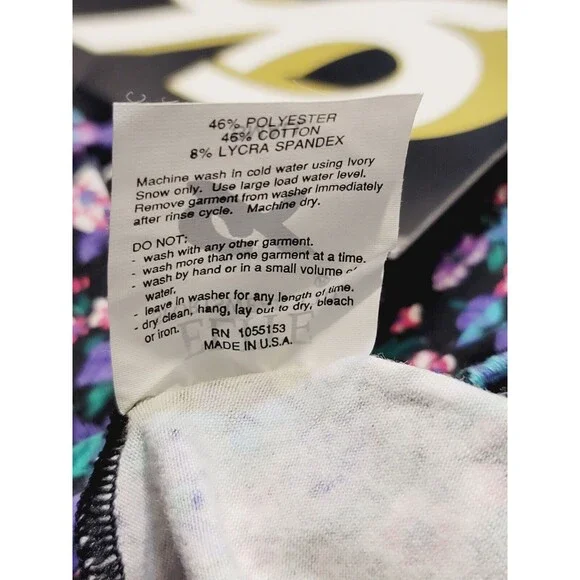 46% POLYESTER
46% COTTON
8% LYCRA SPANDEX
Machine wash in cold water using Ivory
Snow only. Use large load water level.
Remove garment from washer immediately
after rinse cycle. Machine dry.
DO NOT:
- wash with any other garment.
- wash more than one garment at a time.
- wash by hand or in a small volume of
water.
- leave in washer for any length of time.
- dry clean, hang, lay out to dry, bleach
or iron.
RN 1055153
MADE IN U.S.A.